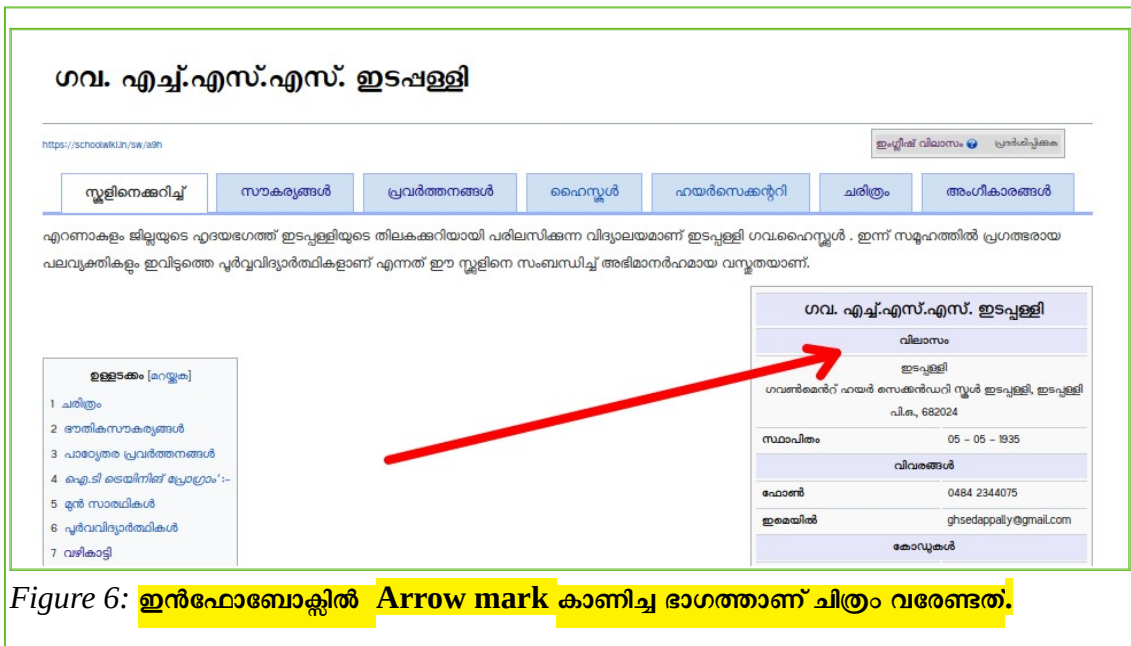 ഗവ. എച്ച്.എസ്.എസ്. ഇടപ്പള്ളി
https://schoolwiki.in/sw/a9h
ഇംഗ്ലീഷ് വിലാസം പ്രദർശിപ്പിക്കുക
സ്കൂളിനെക്കുറിച്ച് സൗകര്യങ്ങൾ പ്രവർത്തനങ്ങൾ ഹൈസ്കൂൾ ഹയർസെക്കന്ററി ചരിത്രം അംഗീകാരങ്ങൾ
എറണാകുളം ജില്ലയുടെ ഹൃദയഭഗത്ത് ഇടപ്പള്ളിയുടെ തിലകക്കുറിയായി പരിലസിക്കുന്ന വിദ്യാലയമാണ് ഇടപ്പള്ളി ഗവ.ഹൈസ്ക്കൂൾ . ഇന്ന് സമൂഹത്തിൽ പ്രഗത്ഭരായ
പലവ്യക്തികളും ഇവിടുത്തെ പൂർവ്വവിദ്യാർത്ഥികളാണ് എന്നത് ഈ സ്കൂളിനെ സംബന്ധിച്ച് അഭിമാനർഹമായ വസ്തുതയാണ്.
ഗവ. എച്ച്.എസ്.എസ്. ഇടപ്പള്ളി
വിലാസം
ഇടപ്പള്ളി
ഗവൺമെൻറ് ഹയർ സെക്കൻഡറി സ്കൂൾ ഇടപ്പള്ളി, ഇടപ്പള്ളി
പി.ഒ., 682024
സ്ഥാപിതം 05 - 05 - 1935
വിവരങ്ങൾ
ഫോൺ 0484 2344075
ഇമെയിൽ ghsedappally@gmail.com
കോഡുകൾ
ഉള്ളടക്കം [മറയ്ക്കുക]
1 ചരിത്രം
2 ഭൗതികസൗകര്യങ്ങൾ
3 പാഠ്യേതര പ്രവർത്തനങ്ങൾ
4 ഐ.ടി ട്രെയിനിങ് പ്രോഗ്രാം' :-
5 മുൻ സാരഥികൾ
6 പൂർവവിദ്യാർത്ഥികൾ
7 വഴികാട്ടി
Figure 6: ഇൻഫോബോക്സിൽ Arrow mark കാണിച്ച ഭാഗത്താണ് ചിത്രം വരേണ്ടത്.